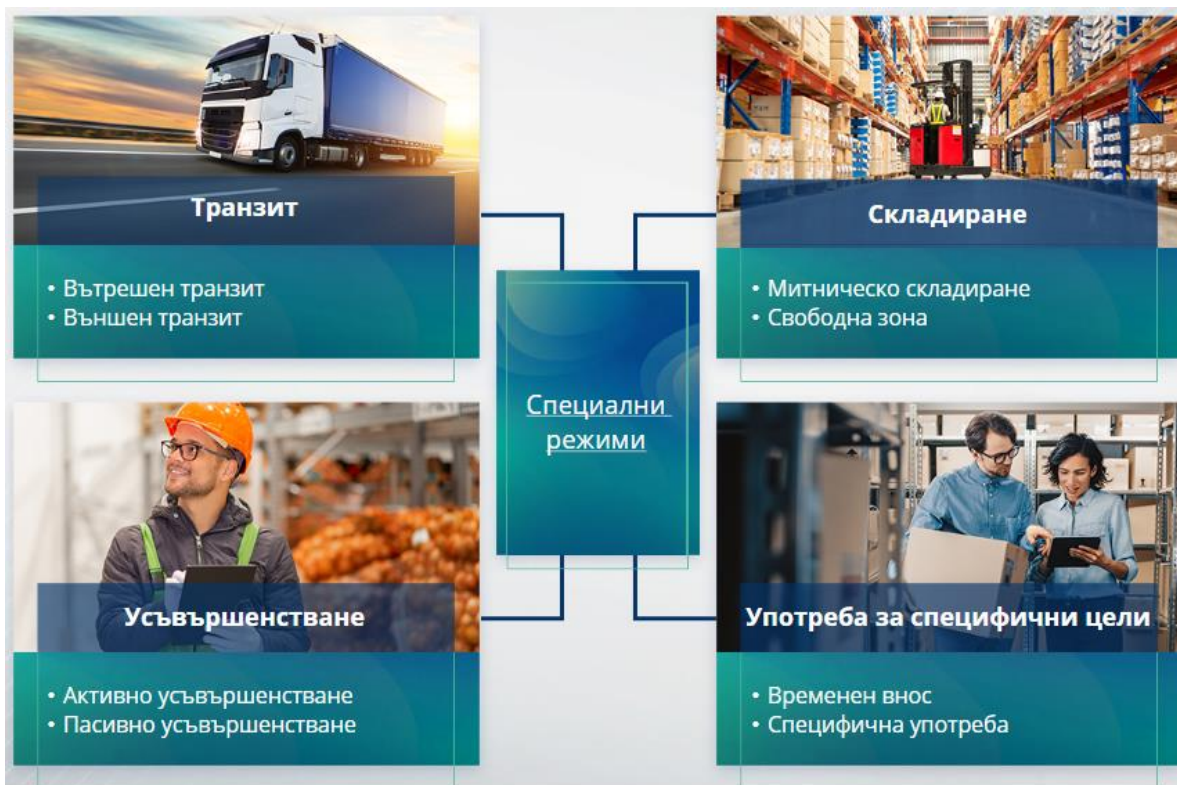 Транзит
• Вътрешен транзит
• Външен транзит
Складиране
• Митническо складиране
• Свободна зона
Специални
режими
Усъвършенстване
• Активно усъвършенстване
• Пасивно усъвършенстване
Употреба за специфични цели
• Временен внос
• Специфична употреба